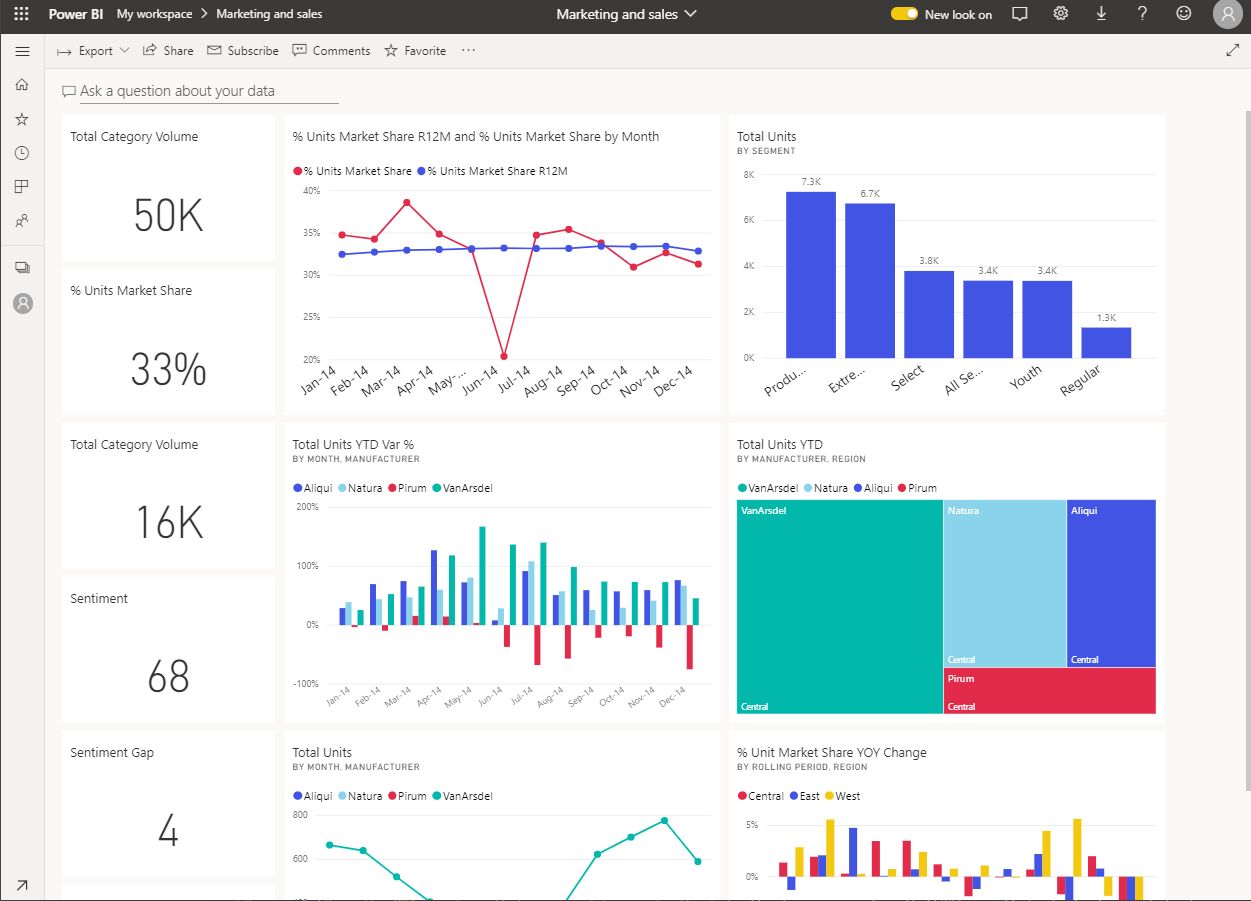 Power BI My workspace > Marketing and sales
Marketing and sales
New look on
Export Share Subscribe Comments Favorite ...
Ask a question about your data
Total Category Volume
50K
% Units Market Share
33%
Total Category Volume
16K
Sentiment
68
Sentiment Gap
4
% Units Market Share R12M and % Units Market Share by Month
% Units Market Share % Units Market Share R12M
40%
35%
30%
25%
20%
Jan-14 Feb-14 Mar-14 Apr-14 May-... Jun-14 Jul-14 Aug-14 Sep-14 Oct-14 Nov-14 Dec-14
Total Units
BY SEGMENT
8K
6K
4K
2K
0K
7.3K 6.7K 3.8K 3.4K 3.4K 1.3K
Produ... Extre... Select All Se... Youth Regular
Total Units YTD Var %
BY MONTH, MANUFACTURER
Aliqui Natura Pirum VanArsdel
200%
100%
0%
-100%
Jan-14 Feb-14 Mar-14 Apr-14 May-14 Jun-14 Jul-14 Aug-14 Sep-14 Oct-14 Nov-14 Dec-14
Total Units YTD
BY MANUFACTURER, REGION
VanArsdel Natura Aliqui Pirum
VanArsdel
Central
Natura
Central
Aliqui
Central
Pirum
Central
Total Units
BY MONTH, MANUFACTURER
Aliqui Natura Pirum VanArsdel
800
600
% Unit Market Share YOY Change
BY ROLLING PERIOD, REGION
Central East West
5%
0%